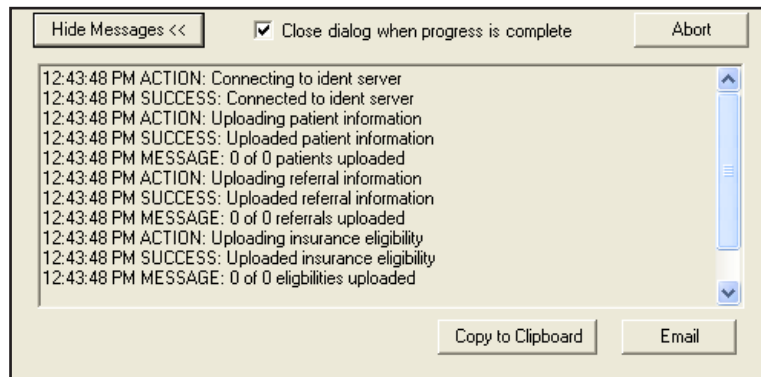 Hide Messages <<
Close dialog when progress is complete
Abort
12:43:48 PM ACTION: Connecting to ident server
12:43:48 PM SUCCESS: Connected to ident server
12:43:48 PM ACTION: Uploading patient information
12:43:48 PM SUCCESS: Uploaded patient information
12:43:48 PM MESSAGE: 0 of 0 patients uploaded
12:43:48 PM ACTION: Uploading referral information
12:43:48 PM SUCCESS: Uploaded referral information
12:43:48 PM MESSAGE: 0 of 0 referrals uploaded
12:43:48 PM ACTION: Uploading insurance eligibility
12:43:48 PM SUCCESS: Uploaded insurance eligibility
12:43:48 PM MESSAGE: 0 of 0 eligbilities uploaded
Copy to Clipboard
Email